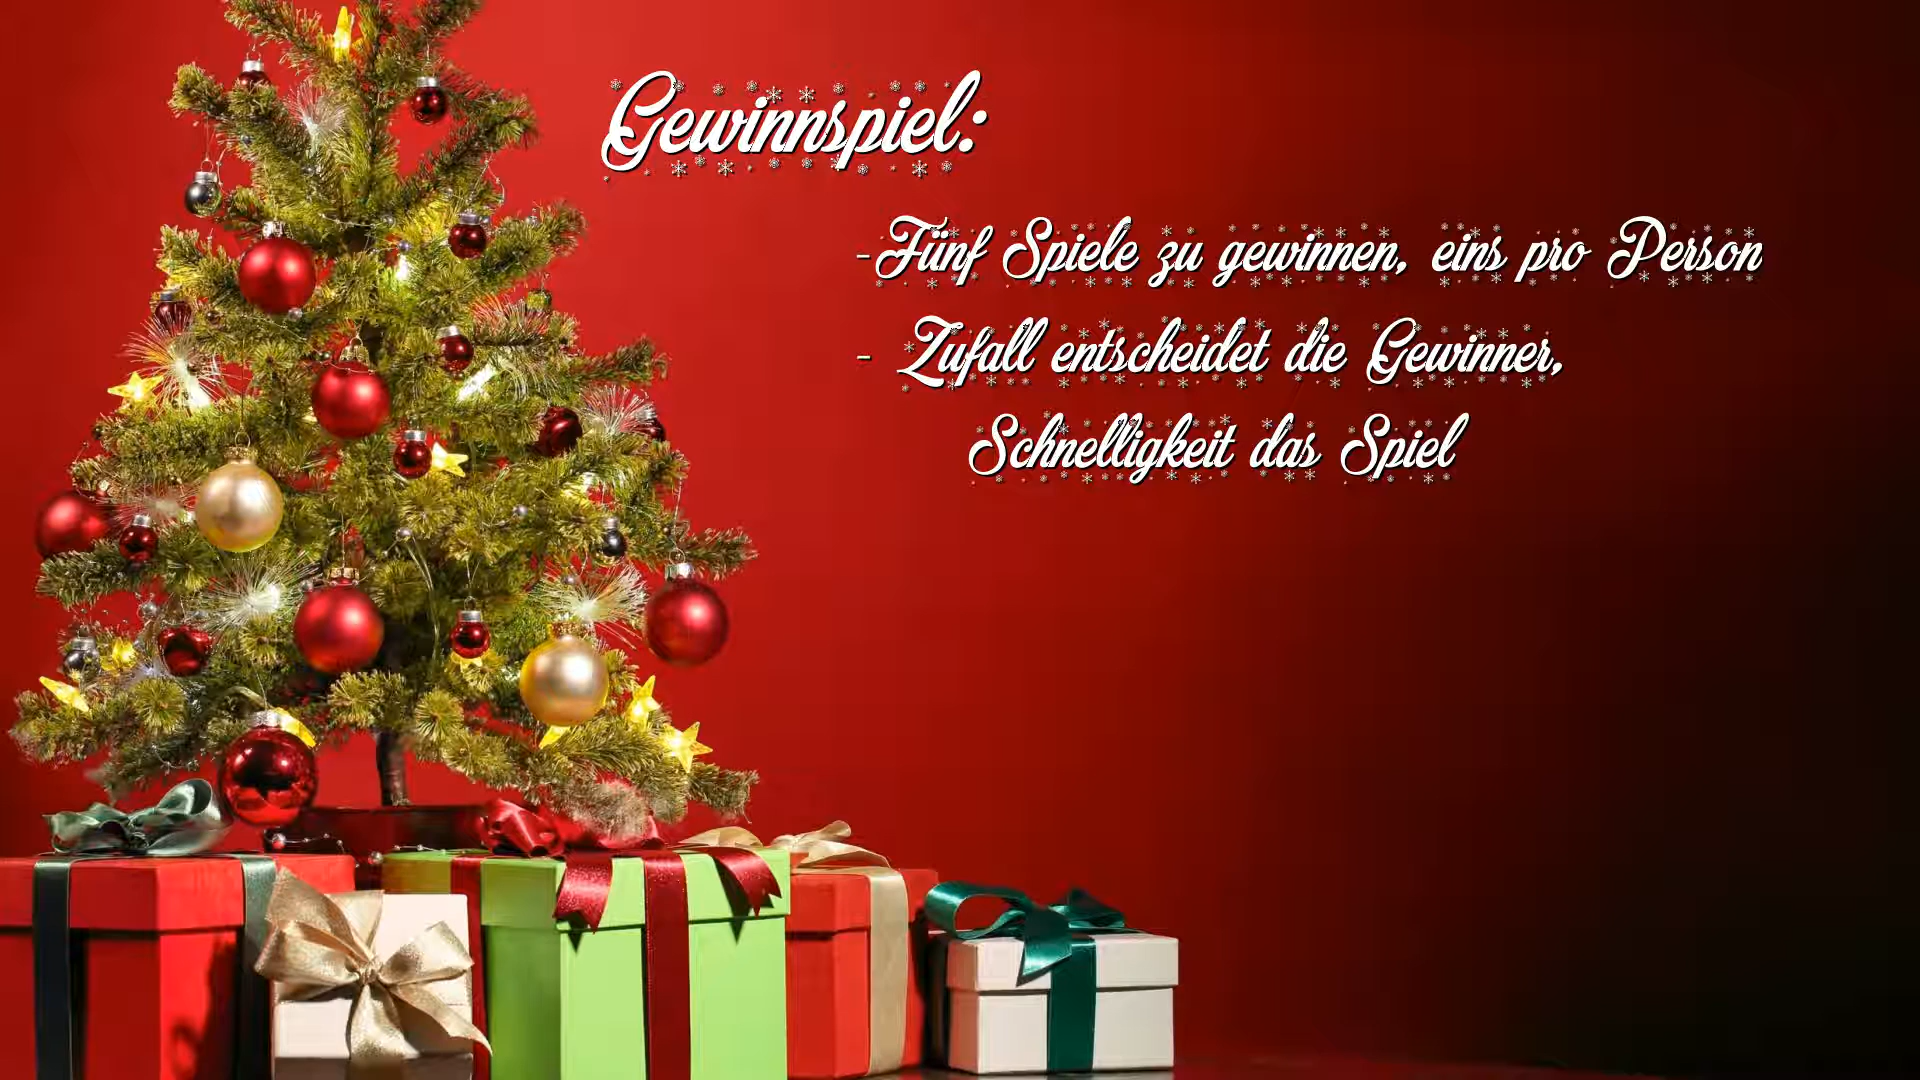 Gewinnspiel:
-Fünf Spiele zu gewinnen, eins pro Person
- Zufall entscheidet die Gewinner,
Schnelligkeit das Spiel